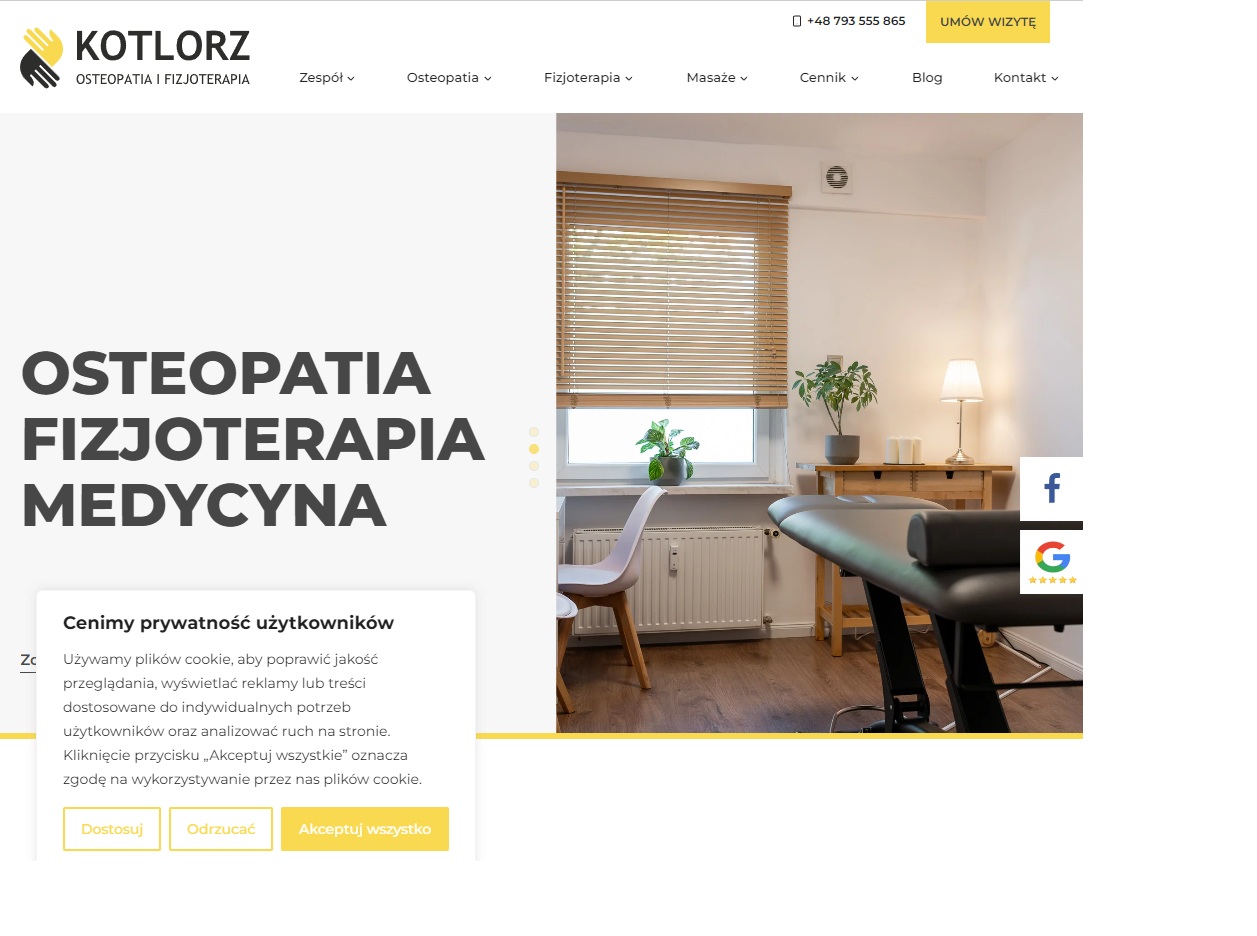 +48 793 555 865
UMÓW WIZYTĘ
KOTLORZ
OSTEOPATIA I FIZJOTERAPIA
Zespół
Osteopatia
Fizjoterapia
Masaże
Cennik
Blog
Kontakt
OSTEOPATIA
FIZJOTERAPIA
MEDYCYNA
Cenimy prywatność użytkowników
Używamy plików cookie, aby poprawić jakość
przeglądania, wyświetlać reklamy lub treści
dostosowane do indywidualnych potrzeb
użytkowników oraz analizować ruch na stronie.
Kliknięcie przycisku „Akceptuj wszystkie” oznacza
zgodę na wykorzystywanie przez nas plików cookie.
Dostosuj
Odrzucać
Akceptuj wszystko